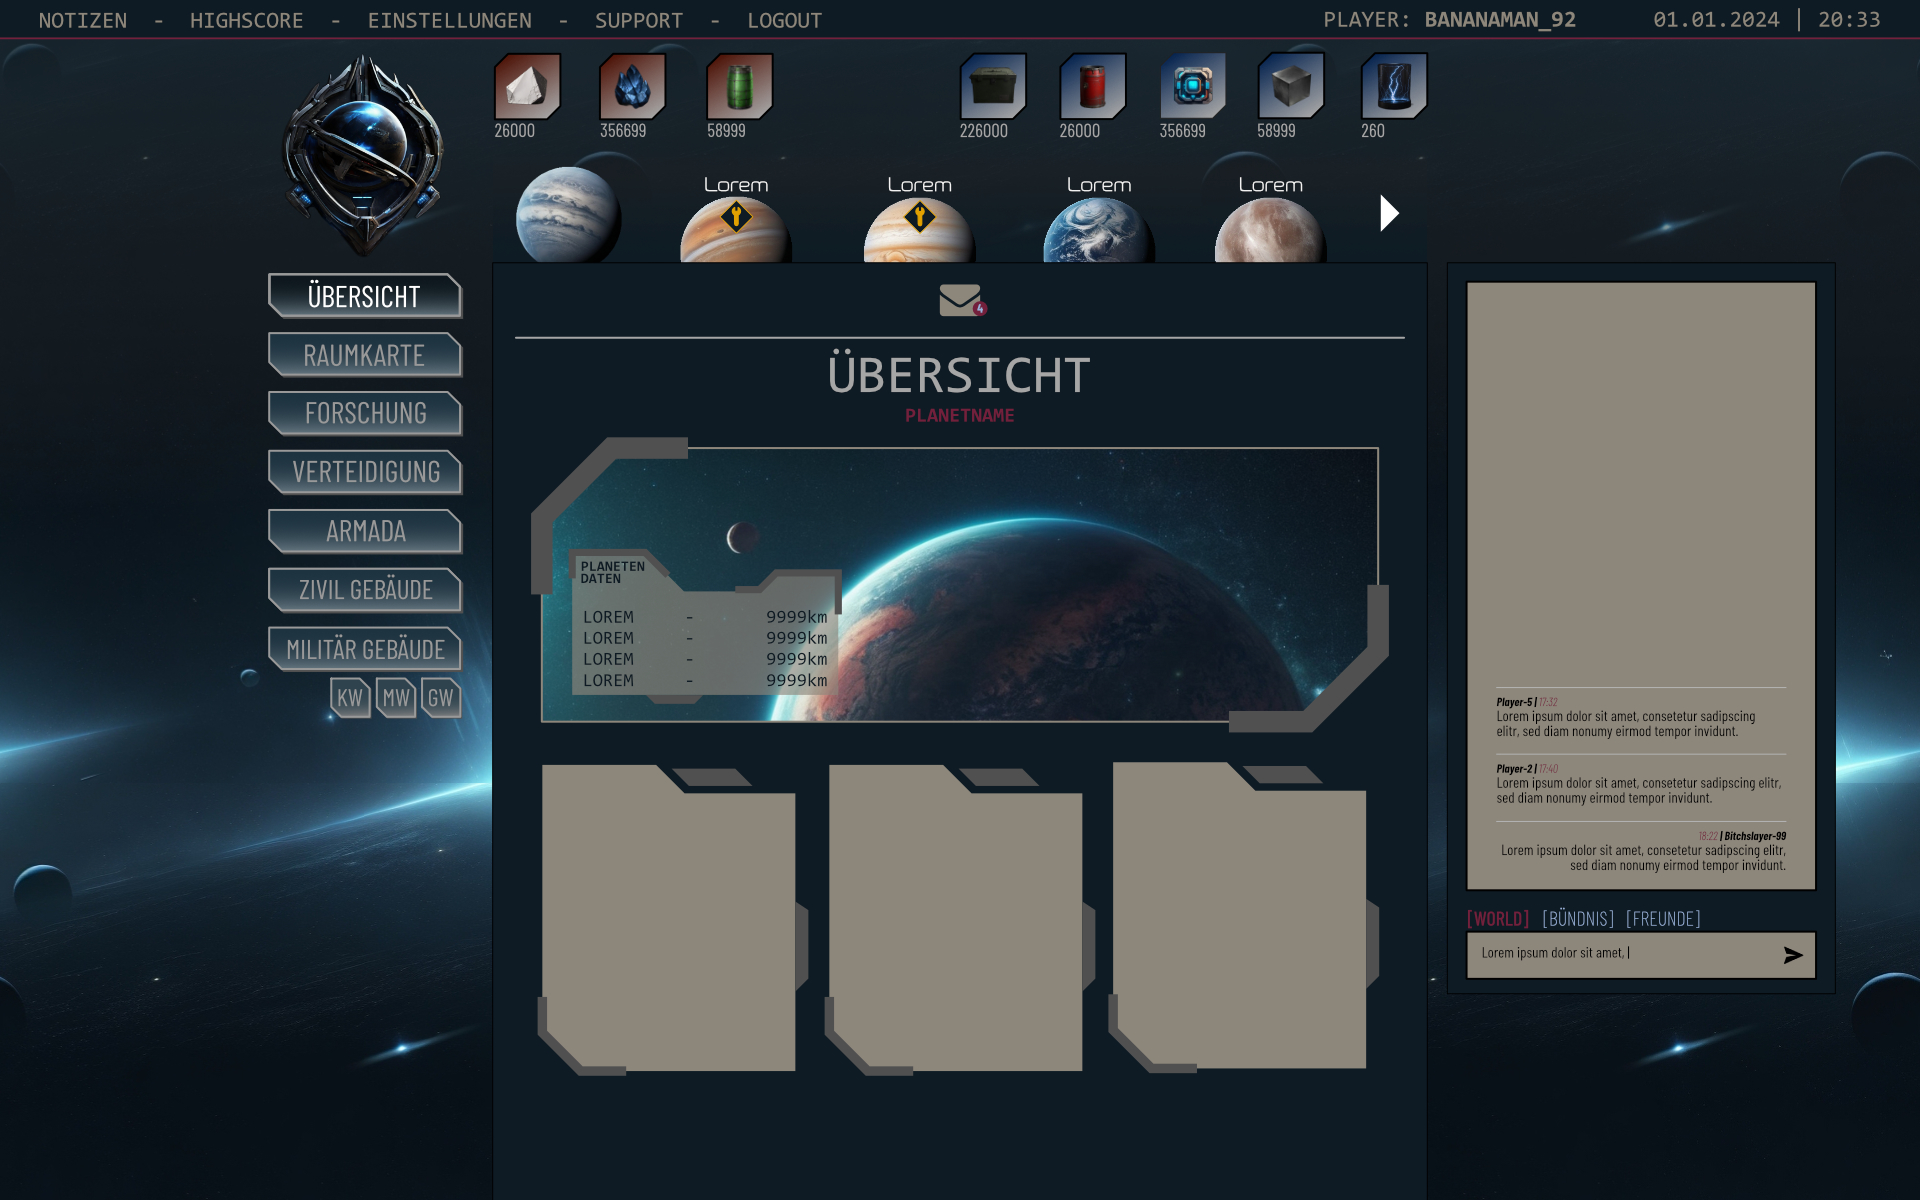 NOTIZEN - HIGHSCORE - EINSTELLUNGEN - SUPPORT - LOGOUT
PLAYER: BANANAMAN_92 01.01.2024 | 20:33
26000 356699 58999 226000 26000 356699 58999 260
Lorem Lorem Lorem Lorem
ÜBERSICHT
RAUMKARTE
FORSCHUNG
VERTEIDIGUNG
ARMADA
ZIVIL GEBÄUDE
MILITÄR GEBÄUDE
KW MW GW
4
ÜBERSICHT
PLANETNAME
PLANETEN
DATEN
LOREM - 9999km
LOREM - 9999km
LOREM - 9999km
LOREM - 9999km
Player-5 | 17:32
Lorem ipsum dolor sit amet, consetetur sadipscing
elitr, sed diam nonumy eirmod tempor invidunt.
Player-2 | 17:40
Lorem ipsum dolor sit amet, consetetur sadipscing elitr,
sed diam nonumy eirmod tempor invidunt.
18:22 | Bitchslayer-99
Lorem ipsum dolor sit amet, consetetur sadipscing elitr,
sed diam nonumy eirmod tempor invidunt.
[WORLD] [BÜNDNIS] [FREUNDE]
Lorem ipsum dolor sit amet, |